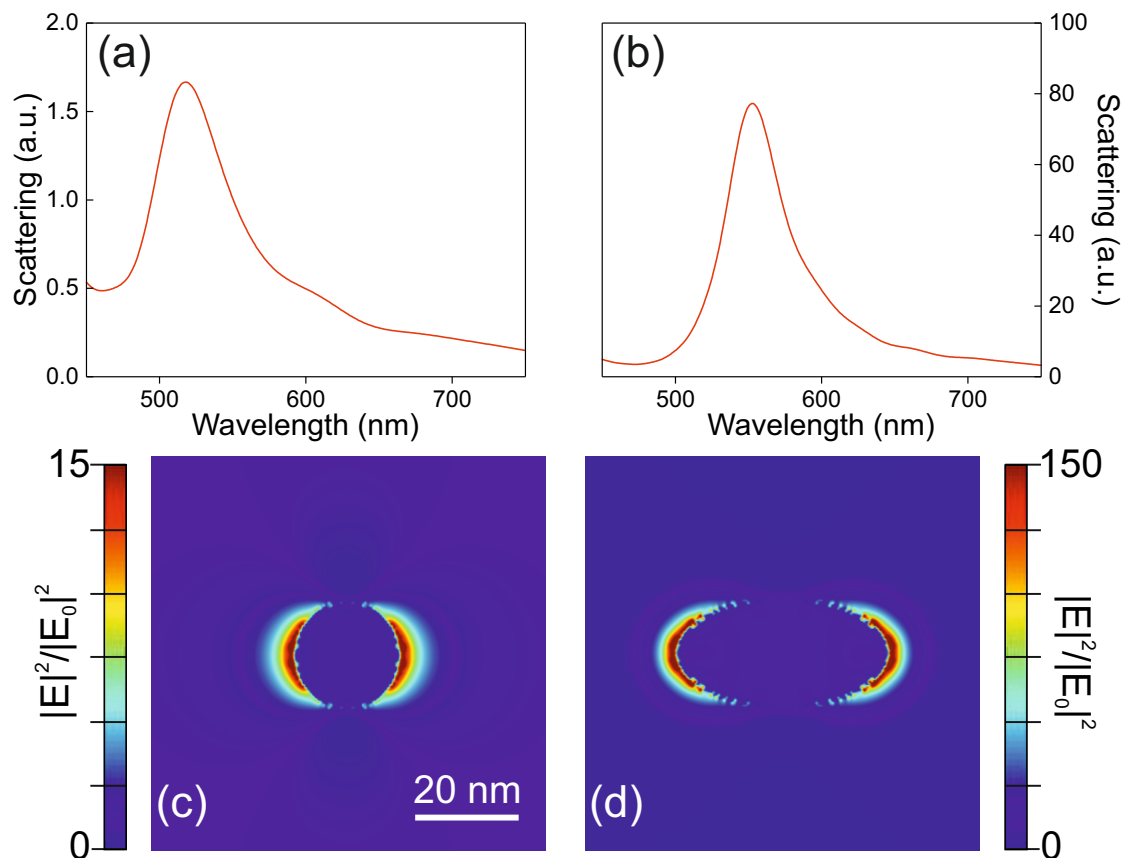 (a)
2.0
1.5
1.0
0.5
0.0
Scattering (a.u.)
500
600
700
Wavelength (nm)
(b)
100
80
60
40
20
0
Scattering (a.u.)
500
600
700
Wavelength (nm)
15
0
|E|²/|E₀|²
(c)
20 nm
(d)
150
0
|E|²/|E₀|²